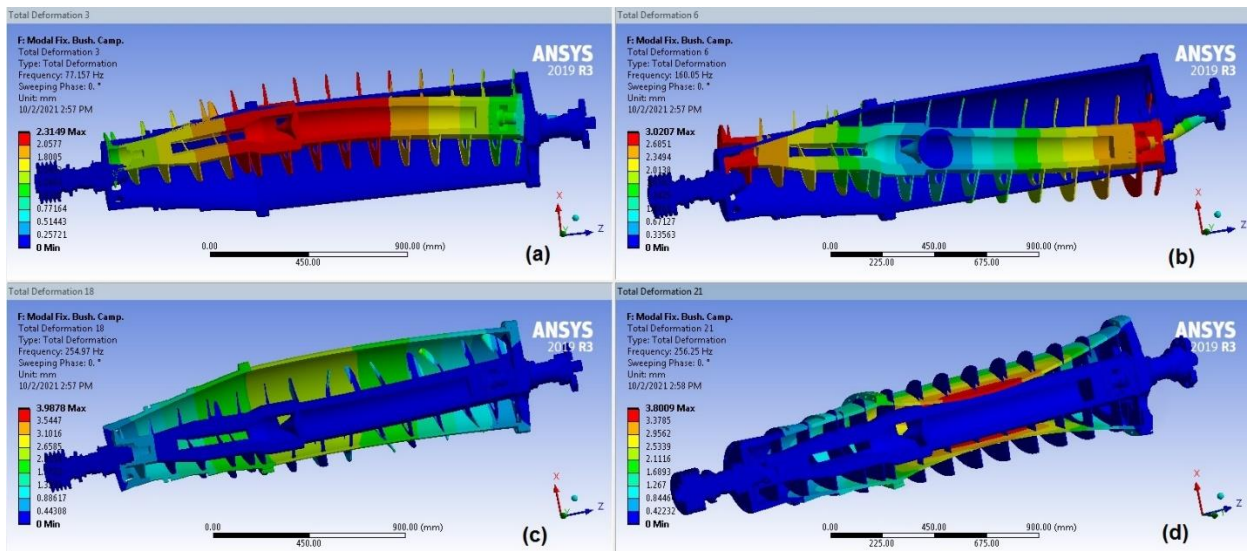 Total Deformation 3
F: Modal Fix. Bush. Camp.
Total Deformation 3
Type: Total Deformation
Frequency: 77.157 Hz
Sweeping Phase: 0. °
Unit: mm
10/2/2021 2:57 PM
ANSYS
2019 R3
2.3149 Max
2.0577
1.8005
0.77164
0.51443
0.25721
0 Min
X
Y
Z
0.00
900.00 (mm)
450.00
(a)
Total Deformation 6
F: Modal Fix. Bush. Camp.
Total Deformation 6
Type: Total Deformation
Frequency: 160.05 Hz
Sweeping Phase: 0. °
Unit: mm
10/2/2021 2:57 PM
ANSYS
2019 R3
3.0207 Max
2.6851
2.3494
2.0138
0.67127
0.33563
0 Min
X
Y
Z
0.00
450.00
900.00 (mm)
225.00
675.00
(b)
Total Deformation 18
F: Modal Fix. Bush. Camp.
Total Deformation 18
Type: Total Deformation
Frequency: 254.97 Hz
Sweeping Phase: 0. °
Unit: mm
10/2/2021 2:57 PM
ANSYS
2019 R3
3.9878 Max
3.5447
3.1016
2.6585
0.88617
0.44308
0 Min
X
Y
Z
0.00
900.00 (mm)
450.00
(c)
Total Deformation 21
F: Modal Fix. Bush. Camp.
Total Deformation 21
Type: Total Deformation
Frequency: 256.25 Hz
Sweeping Phase: 0. °
Unit: mm
10/2/2021 2:58 PM
ANSYS
2019 R3
3.8009 Max
3.3785
2.9562
2.5339
2.1116
1.6893
1.267
0.8446
0.42232
0 Min
X
Y
Z
0.00
450.00
900.00 (mm)
225.00
675.00
(d)